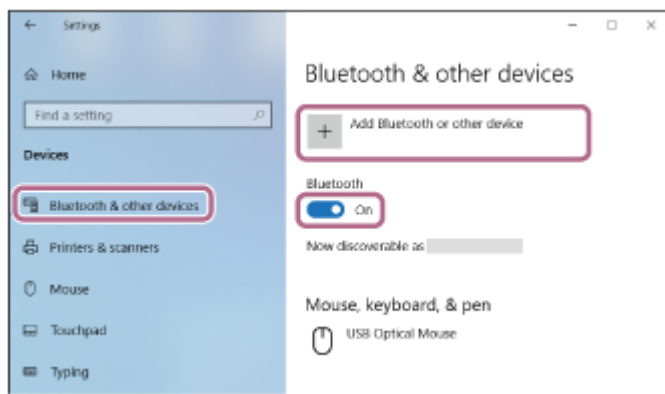 Settings
Home
Find a setting
Devices
Bluetooth & other devices
Printers & scanners
Mouse
Touchpad
Typing
Bluetooth & other devices
Add Bluetooth or other device
Bluetooth
On
Now discoverable as
Mouse, keyboard, & pen
USB Optical Mouse